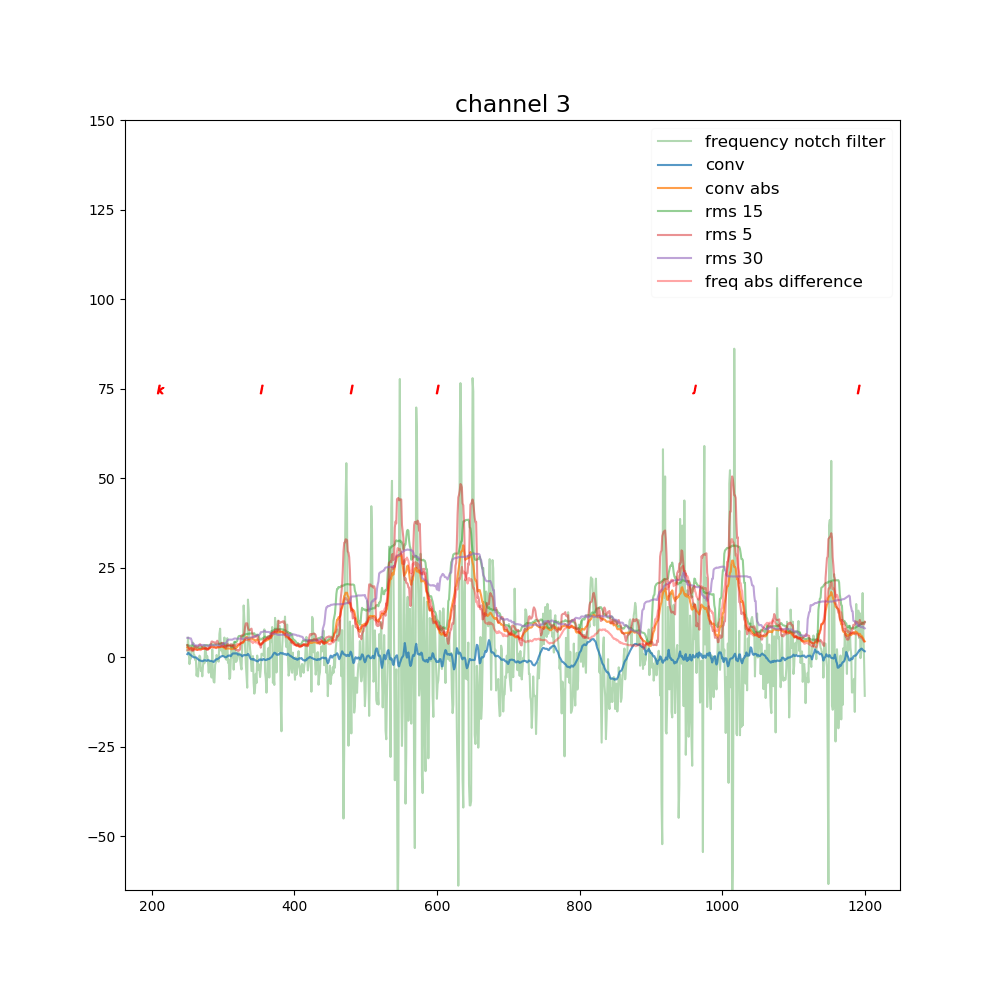 channel 3
150
125
100
75
50
25
0
−25
−50
frequency notch filter
conv
conv abs
rms 15
rms 5
rms 30
freq abs difference
k l l l J l
200 400 600 800 1000 1200